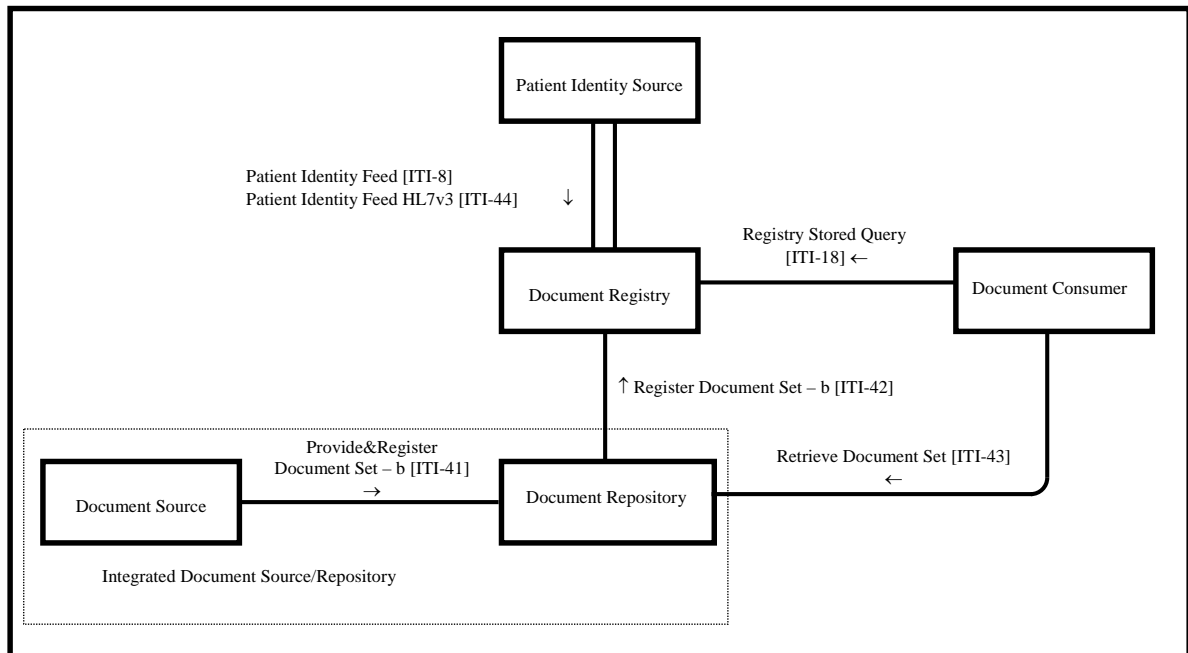 Patient Identity Source
Patient Identity Feed [ITI-8]
Patient Identity Feed HL7v3 [ITI-44] ↓
Registry Stored Query
[ITI-18] ←
Document Registry
Document Consumer
↑ Register Document Set – b [ITI-42]
Provide&Register
Document Set – b [ITI-41]
→
Retrieve Document Set [ITI-43]
←
Document Source
Document Repository
Integrated Document Source/Repository